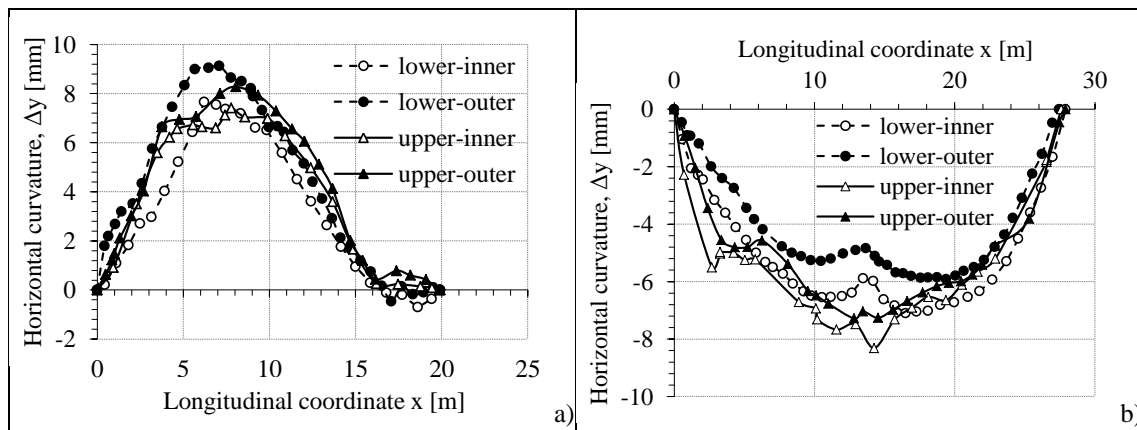 Horizontal curvature, Δy [mm]
10
8
6
4
2
0
-2
0 5 10 15 20 25
Longitudinal coordinate x [m]
lower-inner
lower-outer
upper-inner
upper-outer
a)
Longitudinal coordinate x [m]
0 10 20 30
Horizontal curvature, Δy [mm]
0
-2
-4
-6
-8
-10
lower-inner
lower-outer
upper-inner
upper-outer
b)